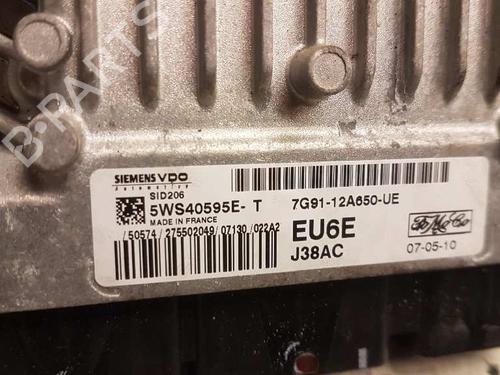 B-PARTS
SIEMENS VDO
Automotive
SID206
5WS40595E- T
MADE IN FRANCE
7G91-12A650-UE
/50574 / 275502049 / 07130 / 022A2
EU6E
J38AC
FoMoCo
07-05-10